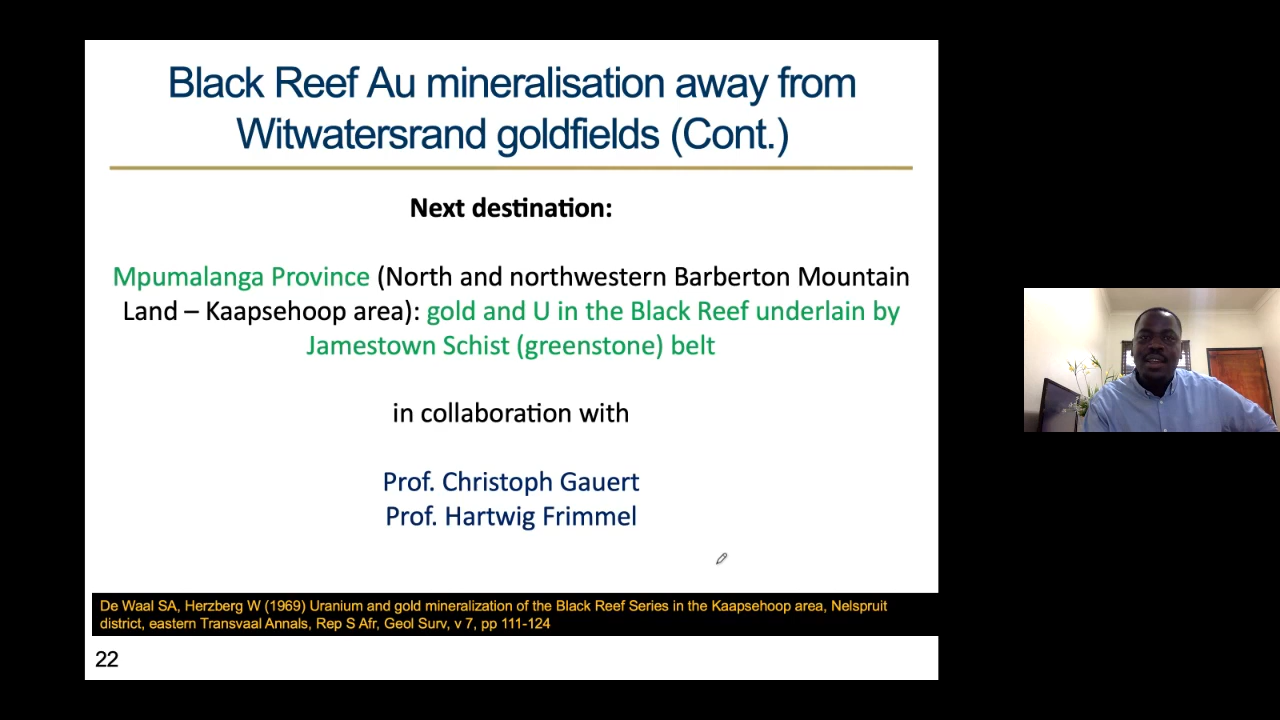 Black Reef Au mineralisation away from
Witwatersrand goldfields (Cont.)
Next destination:
Mpumalanga Province (North and northwestern Barberton Mountain
Land – Kaapsehoop area): gold and U in the Black Reef underlain by
Jamestown Schist (greenstone) belt
in collaboration with
Prof. Christoph Gauert
Prof. Hartwig Frimmel
De Waal SA, Herzberg W (1969) Uranium and gold mineralization of the Black Reef Series in the Kaapsehoop area, Nelspruit
district, eastern Transvaal Annals, Rep S Afr, Geol Surv, v 7, pp 111-124
22